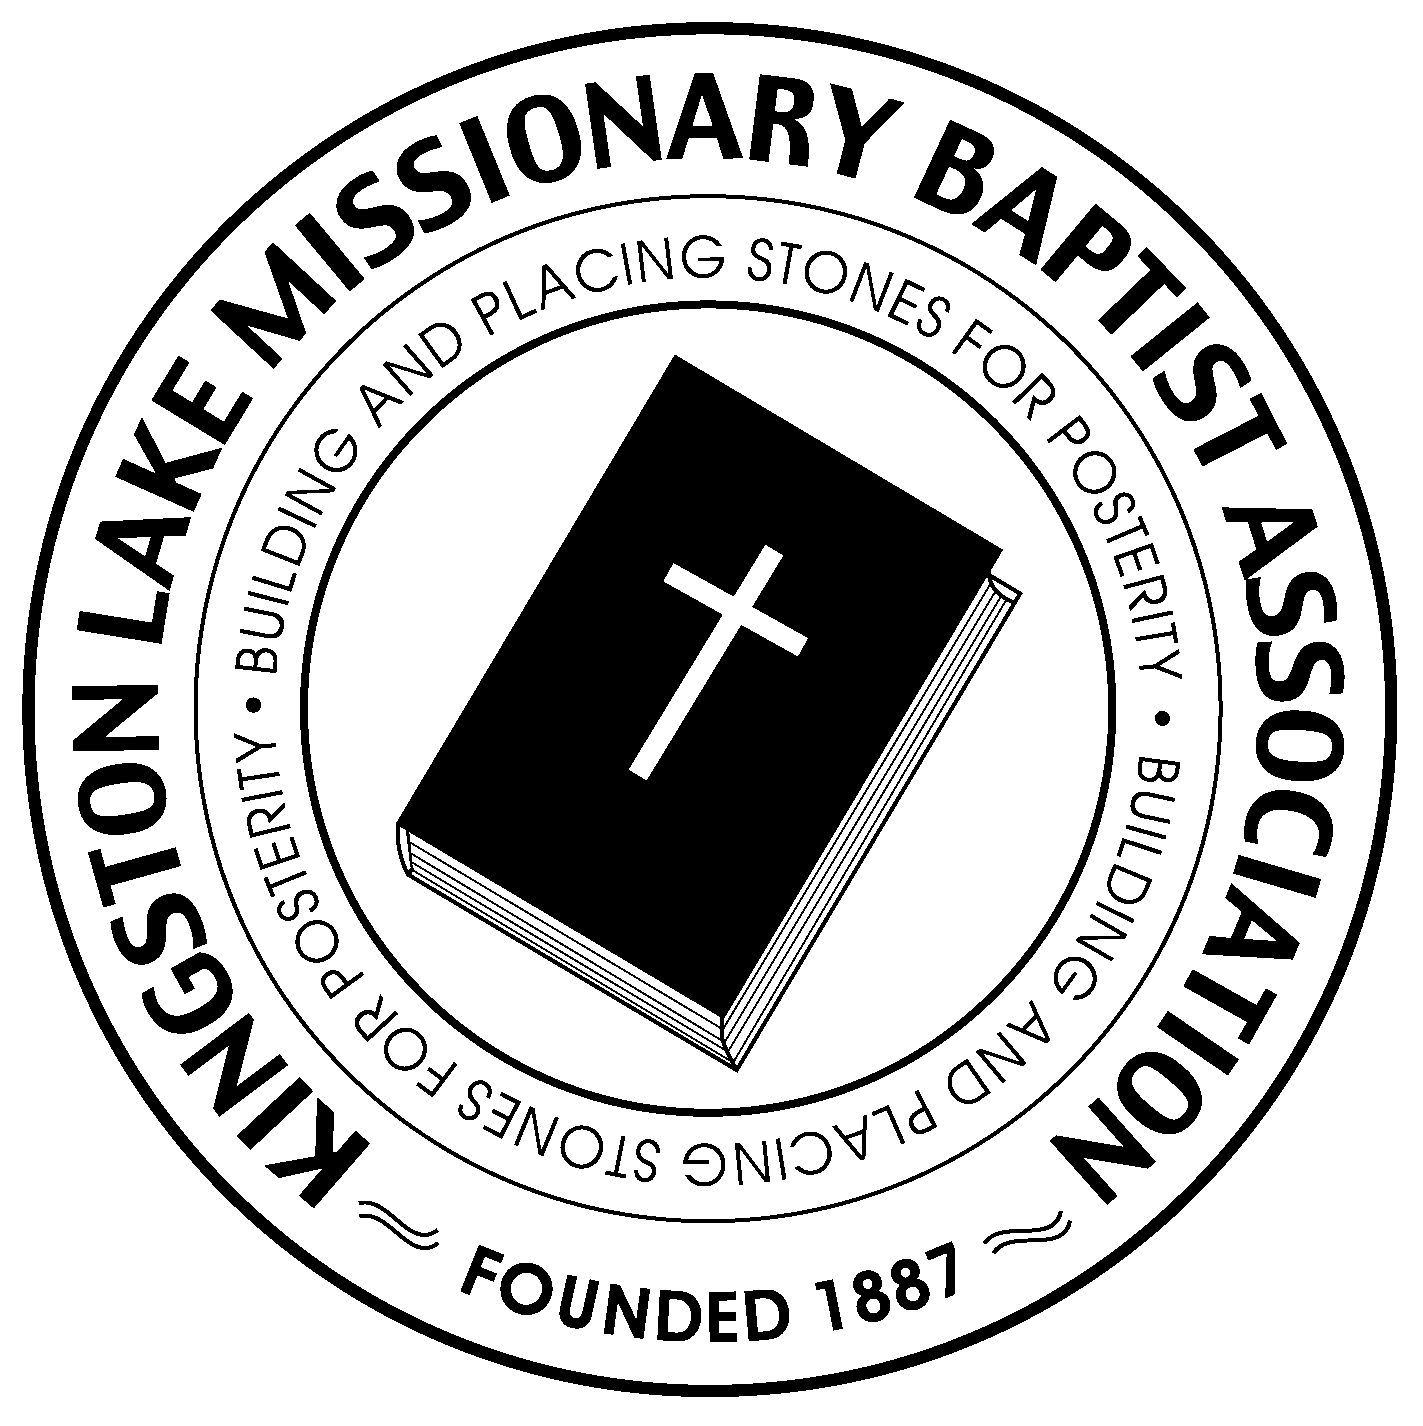 KINGSTON LAKE MISSIONARY BAPTIST ASSOCIATION
BUILDING AND PLACING STONES FOR POSTERITY • BUILDING AND PLACING STONES FOR POSTERITY •
FOUNDED 1887